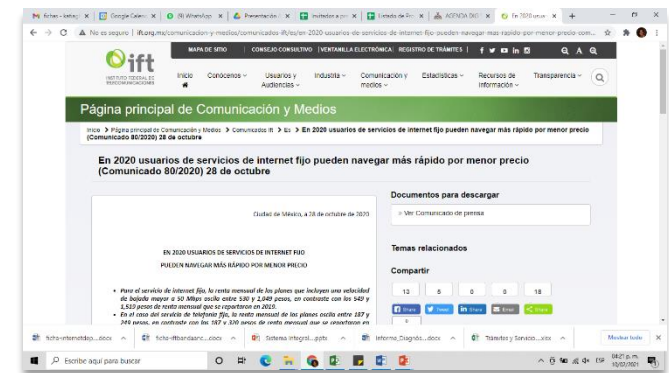 Google Calen
WhatsApp
Presentación
AGENDA
En 2020 usuar
No es seguro | ift.org.mx/comunicacion-y-medios/comunicados-ift/es/en-2020-usuarios-de-servicios-de-internet-fijo-pueden-navegar-mas-rapido-por-menor-precio-com...
MAPA DE SITIO | CONSEJO CONSULTIVO | VENTANILLA ELECTRÓNICA | REGISTRO DE TRÁMITES |
ift
INSTITUTO FEDERAL DE
TELECOMUNICACIONES
Inicio
Conócenos
Usuarios y
Audiencias
Industria
Comunicación y
medios
Estadísticas
Recursos de
Información
Transparencia
Página principal de Comunicación y Medios
Inicio > Página principal de Comunicación y Medios > Comunicados ift > Es > En 2020 usuarios de servicios de internet fijo pueden navegar más rápido por menor precio
(Comunicado 80/2020) 28 de octubre
En 2020 usuarios de servicios de internet fijo pueden navegar más rápido por menor precio
(Comunicado 80/2020) 28 de octubre
Ciudad de México, a 28 de octubre de 2020
EN 2020 USUARIOS DE SERVICIOS DE INTERNET FIJO
PUEDEN NAVEGAR MÁS RÁPIDO POR MENOR PRECIO
• Para el servicio de internet fijo, la renta mensual de los planes que incluyen una velocidad
de bajada mayor a 50 Mbps oscila entre 530 y 2,049 pesos, en contraste con los 549 y
1,510 pesos de renta mensual que se reportaron en 2019.
• En el caso del servicio de telefonía fija, la renta mensual de los planes oscila entre 187 y
249 pesos, en contraste con los 187 y 320 pesos de renta mensual que se reportaron en
Documentos para descargar
Ver Comunicado de prensa
Temas relacionados
Compartir
Share
Tweet
Share
Email
Share
Sistema Integral....pptx
Informe_Diagnós....docx
Trámites y Servicio....xlsx
Mostrar todo
Escribe aquí para buscar
ESP
04:21 p. m.
10/02/2021